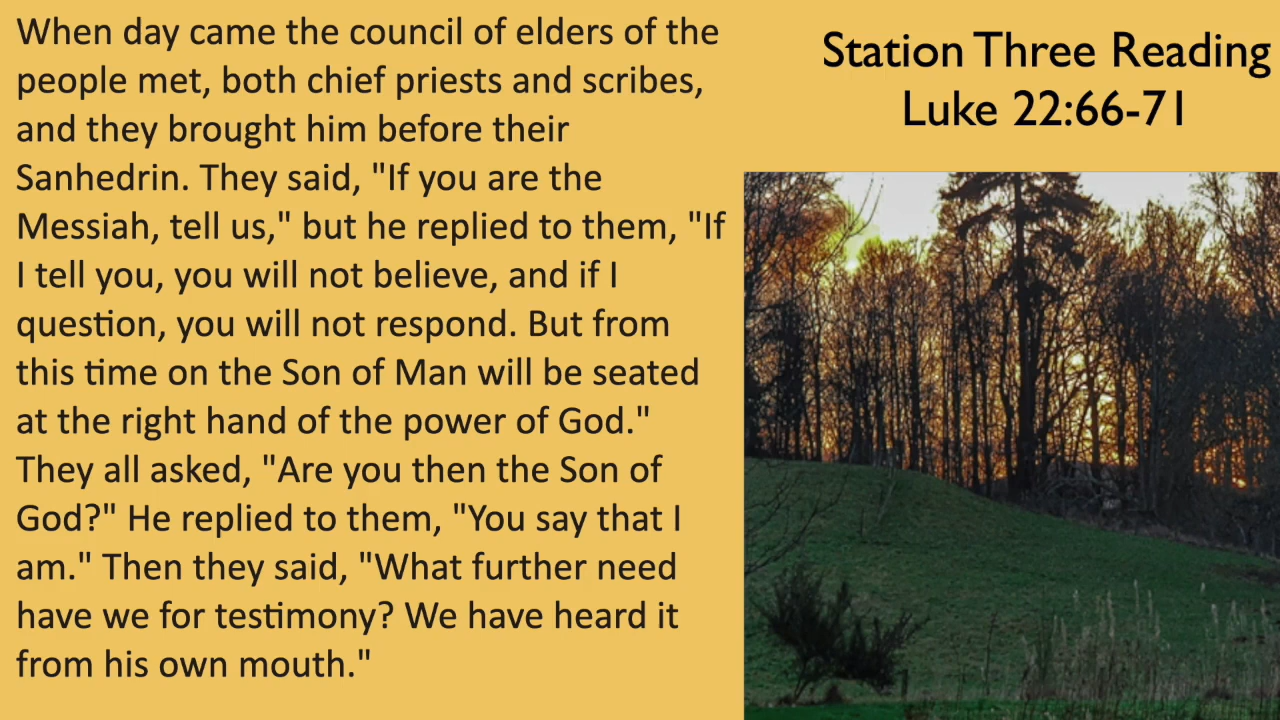 When day came the council of elders of the
people met, both chief priests and scribes,
and they brought him before their
Sanhedrin. They said, "If you are the
Messiah, tell us," but he replied to them, "If
I tell you, you will not believe, and if I
question, you will not respond. But from
this time on the Son of Man will be seated
at the right hand of the power of God."
They all asked, "Are you then the Son of
God?" He replied to them, "You say that I
am." Then they said, "What further need
have we for testimony? We have heard it
from his own mouth."
Station Three Reading
Luke 22:66-71